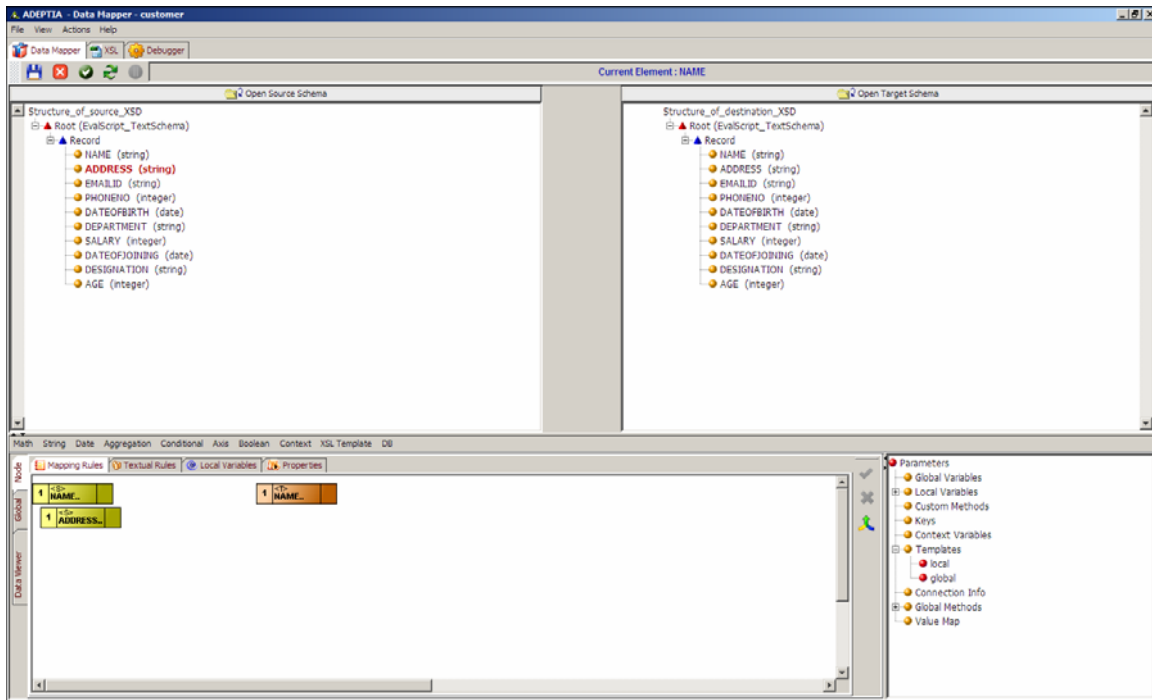 ADEPTIA - Data Mapper - customer
File View Actions Help
Data Mapper XSL Debugger
Current Element : NAME
Open Source Schema
Structure_of_source_XSD
Root (EvalScript_TextSchema)
Record
NAME (string)
ADDRESS (string)
EMAILID (string)
PHONENO (integer)
DATEOFBIRTH (date)
DEPARTMENT (string)
SALARY (integer)
DATEOFJOINING (date)
DESIGNATION (string)
AGE (integer)
Open Target Schema
Structure_of_destination_XSD
Root (EvalScript_TextSchema)
Record
NAME (string)
ADDRESS (string)
EMAILID (string)
PHONENO (integer)
DATEOFBIRTH (date)
DEPARTMENT (string)
SALARY (integer)
DATEOFJOINING (date)
DESIGNATION (string)
AGE (integer)
Math String Date Aggregation Conditional Axis Boolean Context XSL Template DB
Node
Global
Data Viewer
Mapping Rules Textual Rules Local Variables Properties
1 <S> NAME..
1 <S> ADDRESS..
1 <T> NAME..
Parameters
Global Variables
Local Variables
Custom Methods
Keys
Context Variables
Templates
local
global
Connection Info
Global Methods
Value Map